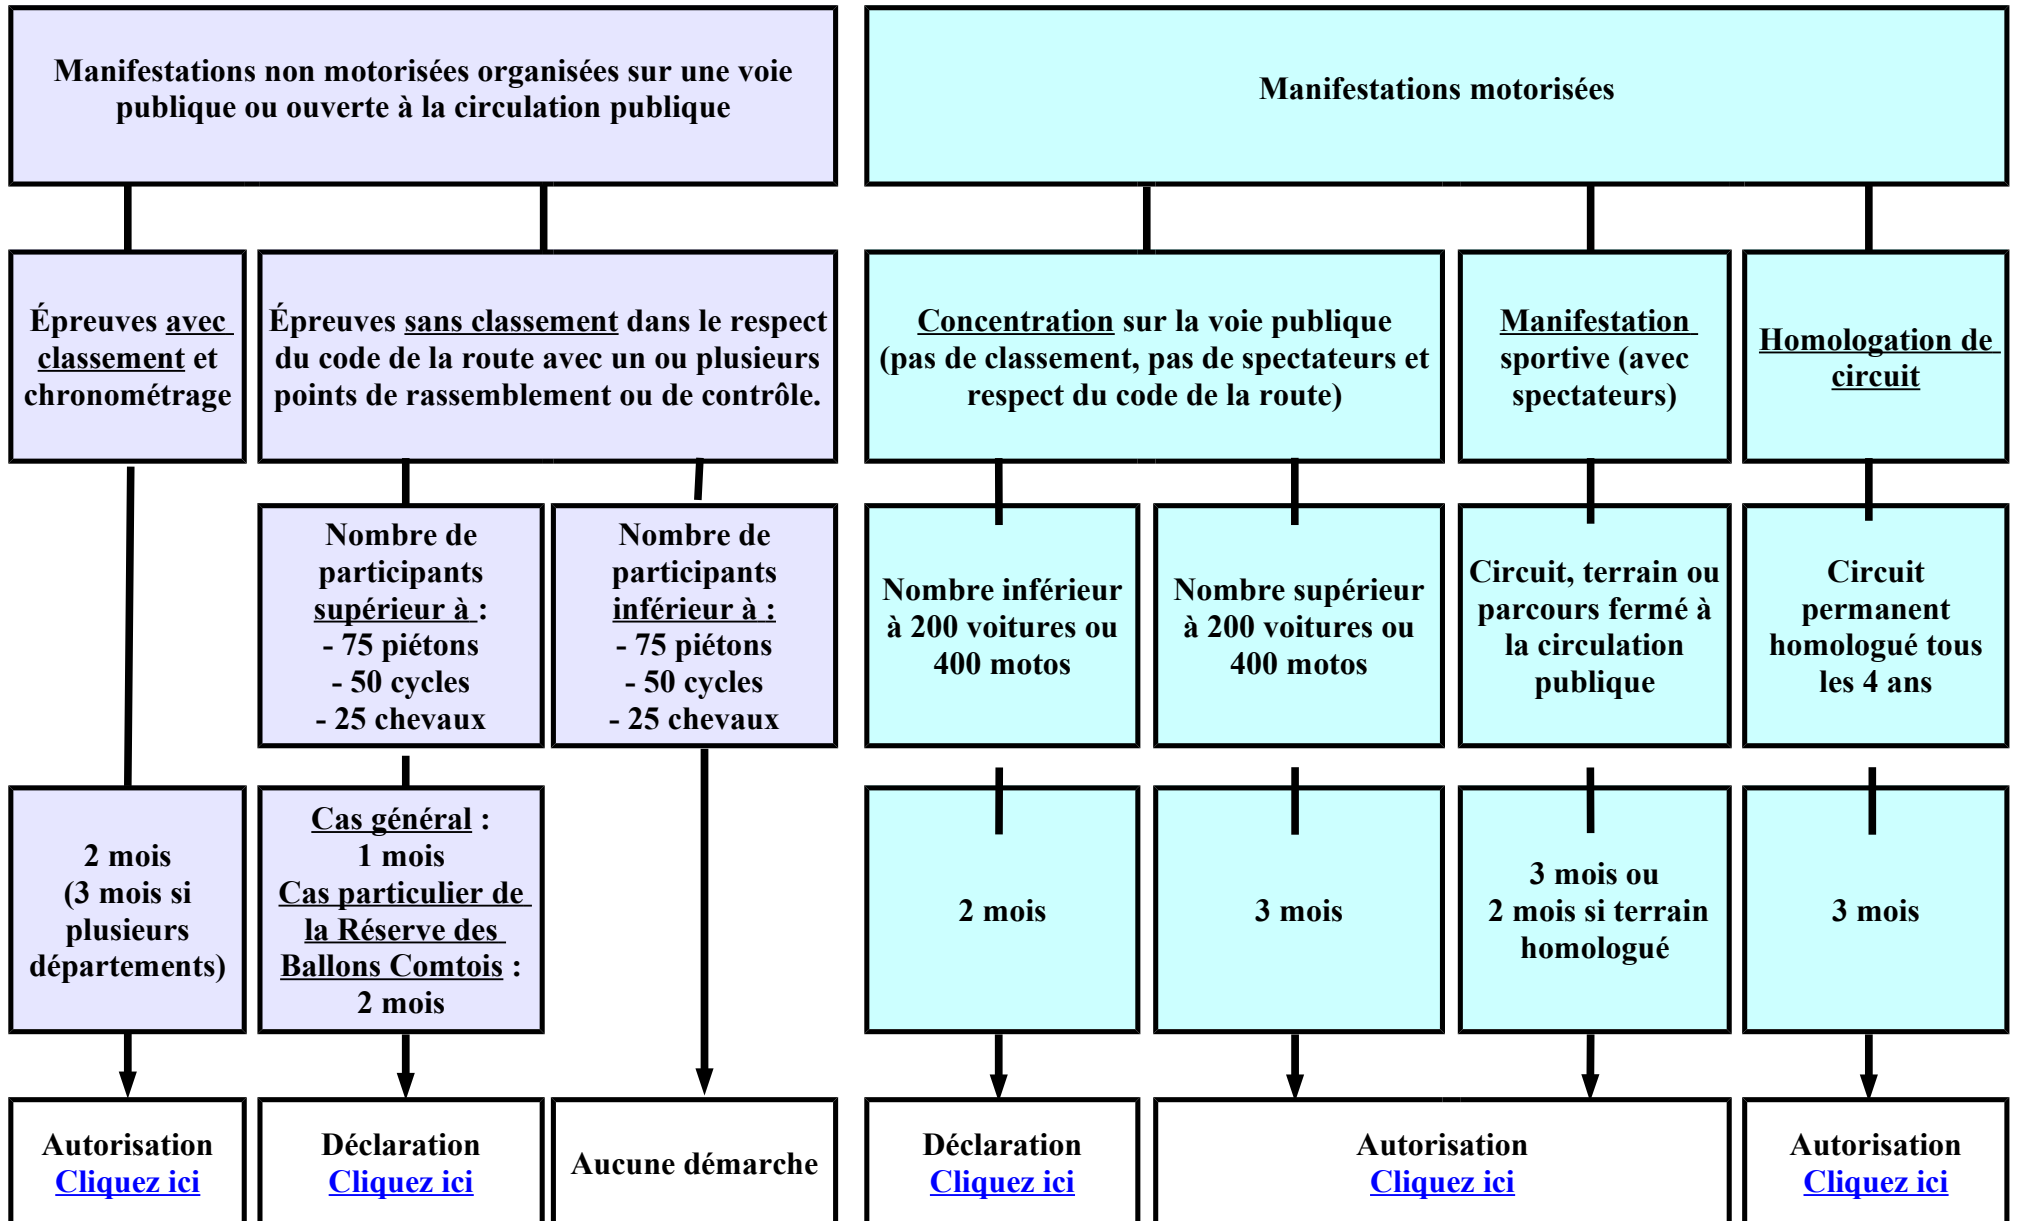 Manifestations non motorisées organisées sur une voie
publique ou ouverte à la circulation publique
Manifestations motorisées
Épreuves avec
classement et
chronométrage
Épreuves sans classement dans le respect
du code de la route avec un ou plusieurs
points de rassemblement ou de contrôle.
Concentration sur la voie publique
(pas de classement, pas de spectateurs et
respect du code de la route)
Manifestation
sportive (avec
spectateurs)
Homologation de
circuit
Nombre de
participants
supérieur à :
- 75 piétons
- 50 cycles
- 25 chevaux
Nombre de
participants
inférieur à :
- 75 piétons
- 50 cycles
- 25 chevaux
Nombre inférieur
à 200 voitures ou
400 motos
Nombre supérieur
à 200 voitures ou
400 motos
Circuit, terrain ou
parcours fermé à
la circulation
publique
Circuit
permanent
homologué tous
les 4 ans
2 mois
(3 mois si
plusieurs
départements)
Cas général :
1 mois
Cas particulier de
la Réserve des
Ballons Comtois :
2 mois
2 mois
3 mois
3 mois ou
2 mois si terrain
homologué
3 mois
Autorisation
Cliquez ici
Déclaration
Cliquez ici
Aucune démarche
Déclaration
Cliquez ici
Autorisation
Cliquez ici
Autorisation
Cliquez ici